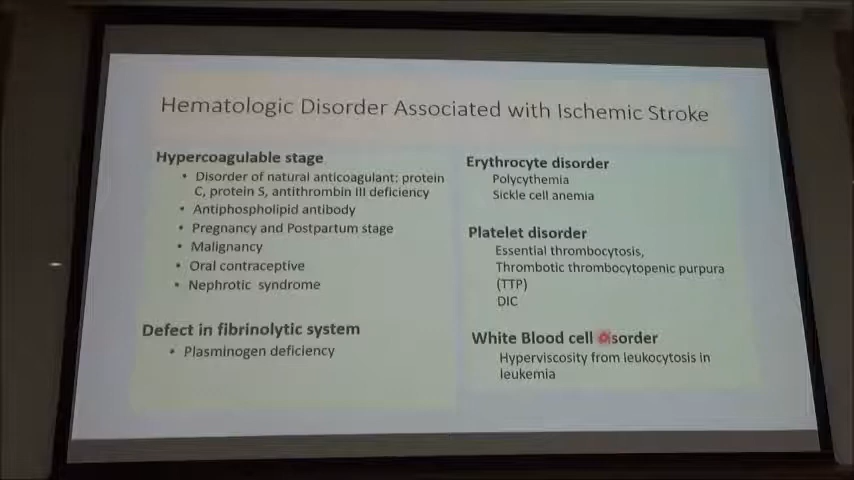 Hematologic Disorder Associated with Ischemic Stroke
Hypercoagulable stage
• Disorder of natural anticoagulant: protein
C, protein S, antithrombin III deficiency
• Antiphospholipid antibody
• Pregnancy and Postpartum stage
• Malignancy
• Oral contraceptive
• Nephrotic syndrome
Defect in fibrinolytic system
• Plasminogen deficiency
Erythrocyte disorder
Polycythemia
Sickle cell anemia
Platelet disorder
Essential thrombocytosis,
Thrombotic thrombocytopenic purpura
(TTP)
DIC
White Blood cell disorder
Hyperviscosity from leukocytosis in
leukemia